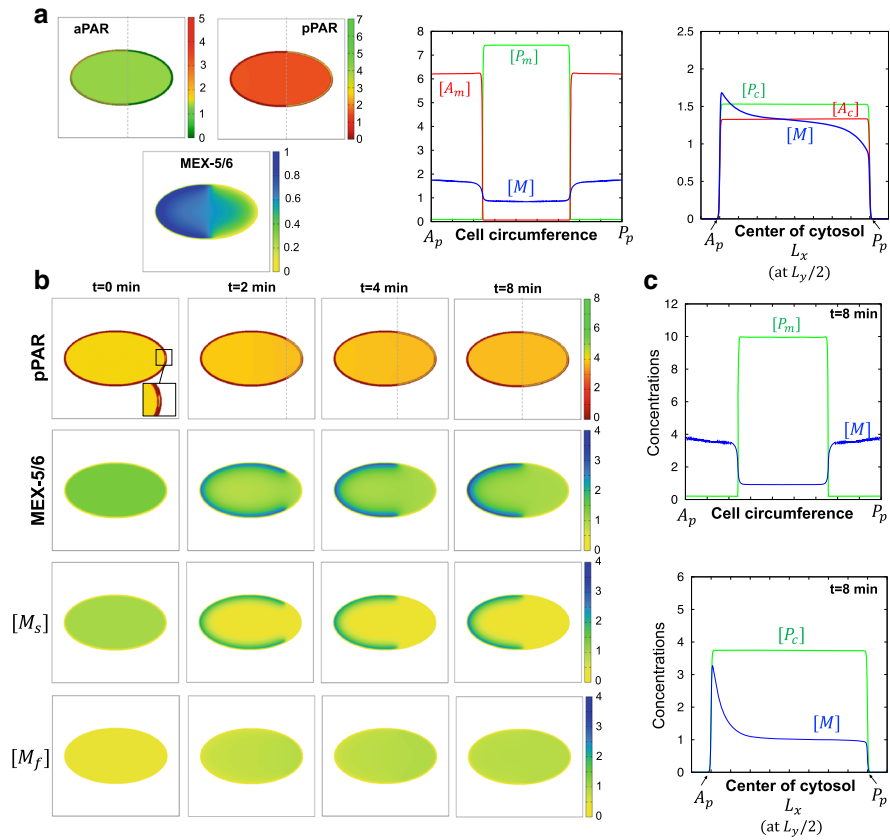 a
aPAR
5
4
3
2
1
0
pPAR
7
6
5
4
3
2
1
0
MEX-5/6
1
0.8
0.6
0.4
0.2
0
8
7
6
5
4
3
2
1
0
[P_m]
[A_m]
[M]
A_p
Cell circumference
P_p
2.5
2
1.5
1
0.5
0
[P_c]
[A_c]
[M]
A_p
Center of cytosol
P_p
L_x
(at L_y/2)
b
t=0 min
t=2 min
t=4 min
t=8 min
pPAR
8
6
4
2
0
MEX-5/6
4
3
2
1
0
[M_s]
4
3
2
1
0
[M_f]
4
3
2
1
0
c
t=8 min
12
10
8
6
4
2
0
Concentrations
[P_m]
[M]
A_p
Cell circumference
P_p
t=8 min
6
5
4
3
2
1
0
Concentrations
[P_c]
[M]
A_p
Center of cytosol
P_p
L_x
(at L_y/2)